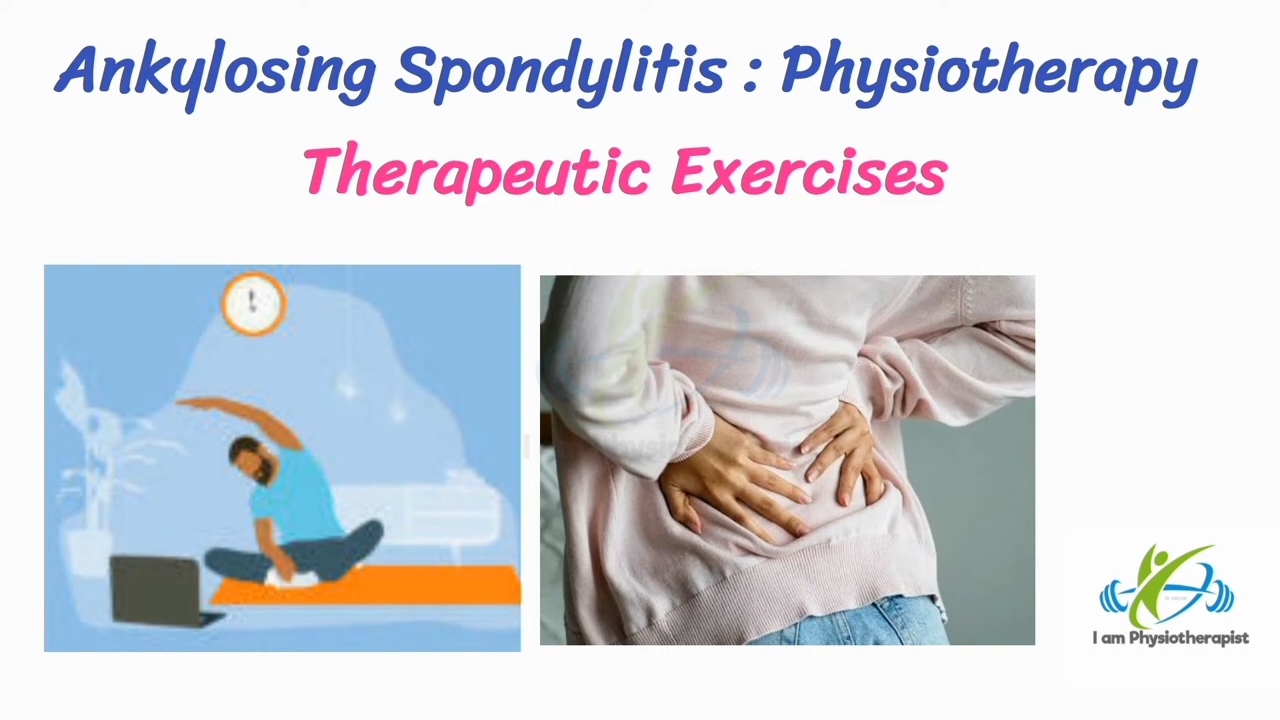 Ankylosing Spondylitis : Physiotherapy
Therapeutic Exercises
I am Physiotherapist